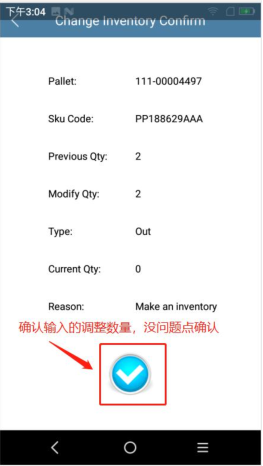 下午3:04
Change Inventory Confirm
Pallet: 111-00004497
Sku Code: PP188629AAA
Previous Qty: 2
Modify Qty: 2
Type: Out
Current Qty: 0
Reason: Make an inventory
确认输入的调整数量，没问题点确认